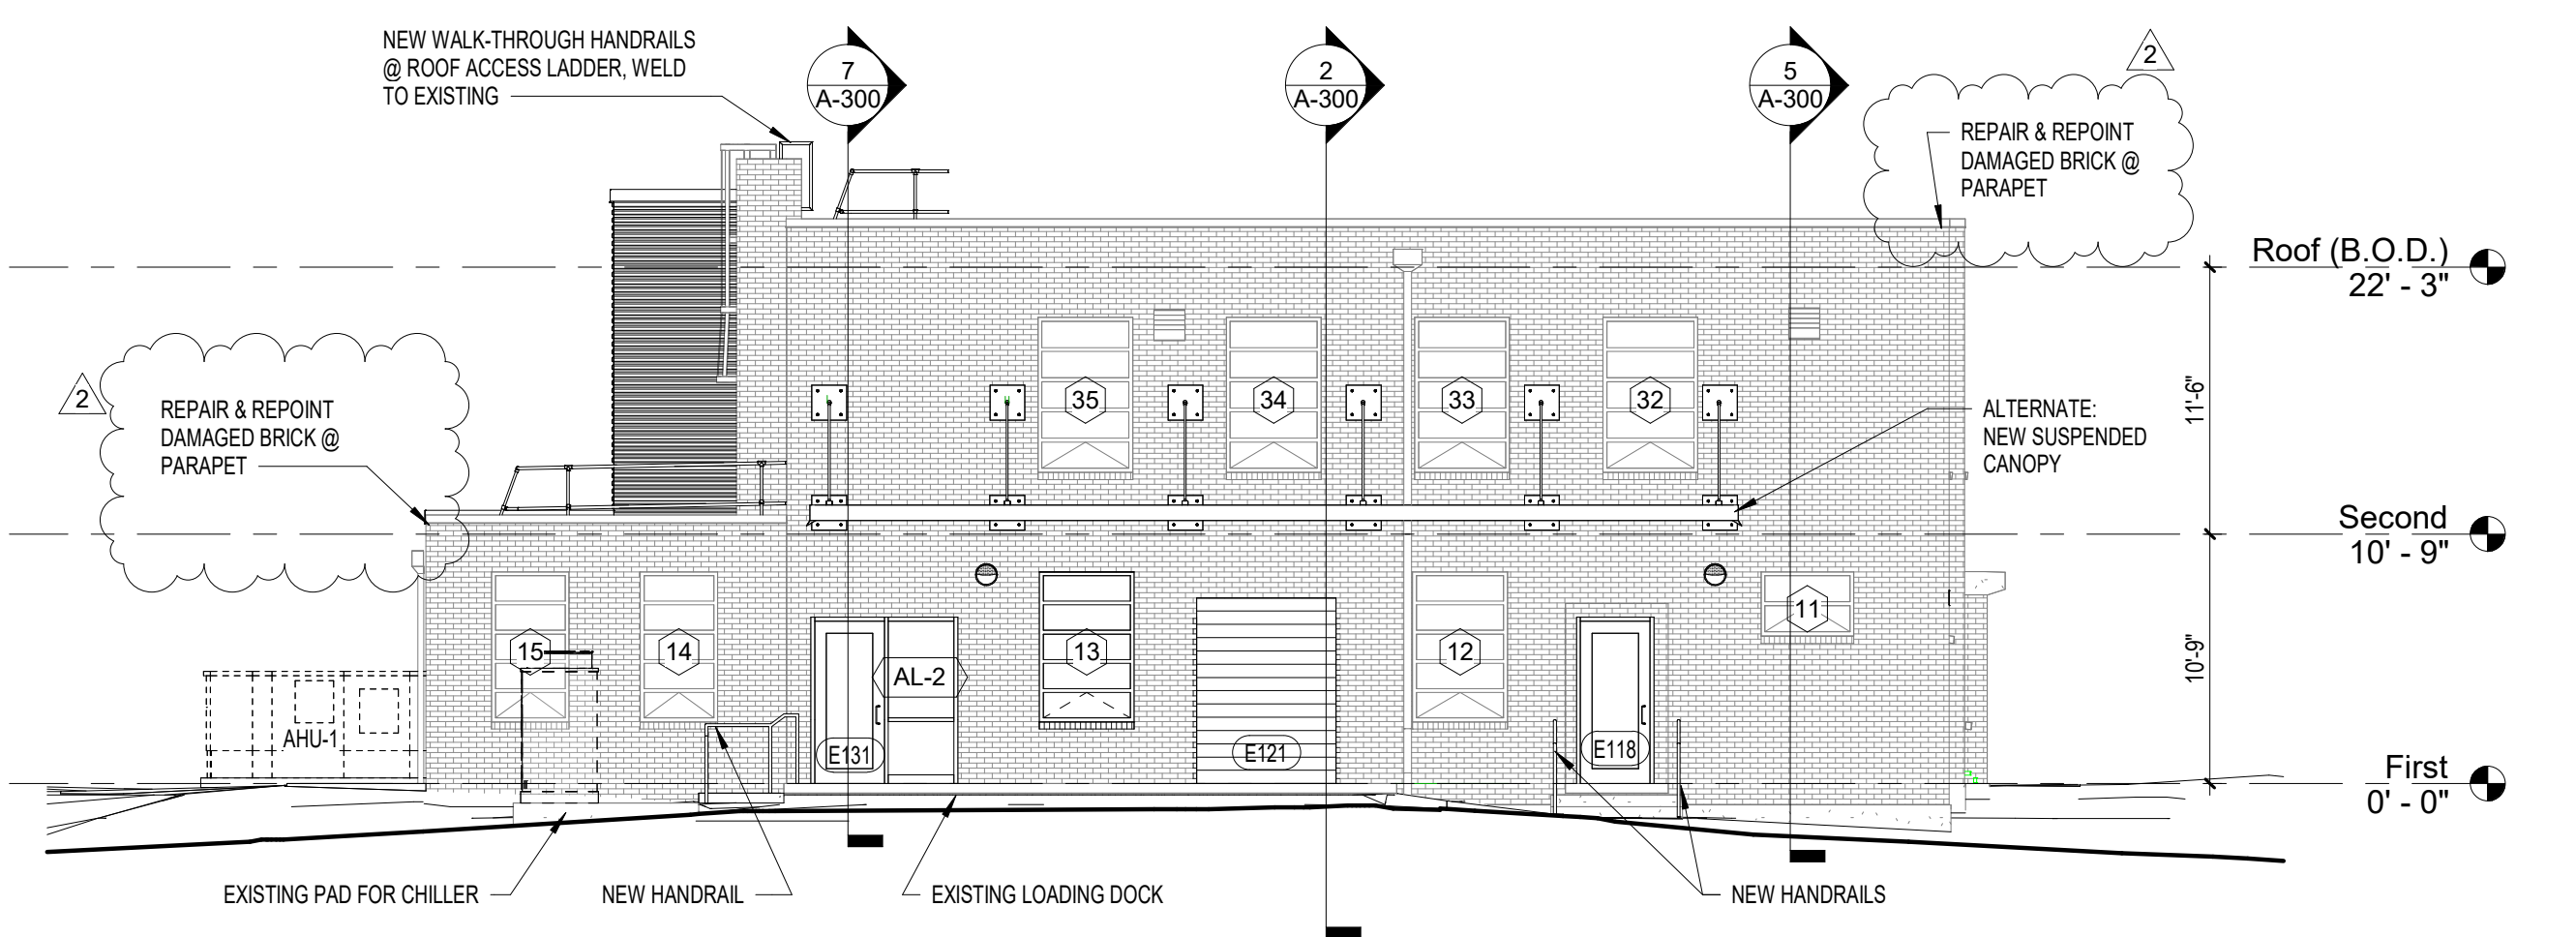 NEW WALK-THROUGH HANDRAILS
@ ROOF ACCESS LADDER, WELD
TO EXISTING
7
A-300
2
A-300
5
A-300
2
REPAIR & REPOINT
DAMAGED BRICK @
PARAPET
Roof (B.O.D.)
22' - 3"
2
REPAIR & REPOINT
DAMAGED BRICK @
PARAPET
35
34
33
32
11'-6"
ALTERNATE:
NEW SUSPENDED
CANOPY
Second
10' - 9"
15
14
AL-2
13
12
11
10'-9"
AHU-1
E131
E121
E118
First
0' - 0"
EXISTING PAD FOR CHILLER
NEW HANDRAIL
EXISTING LOADING DOCK
NEW HANDRAILS